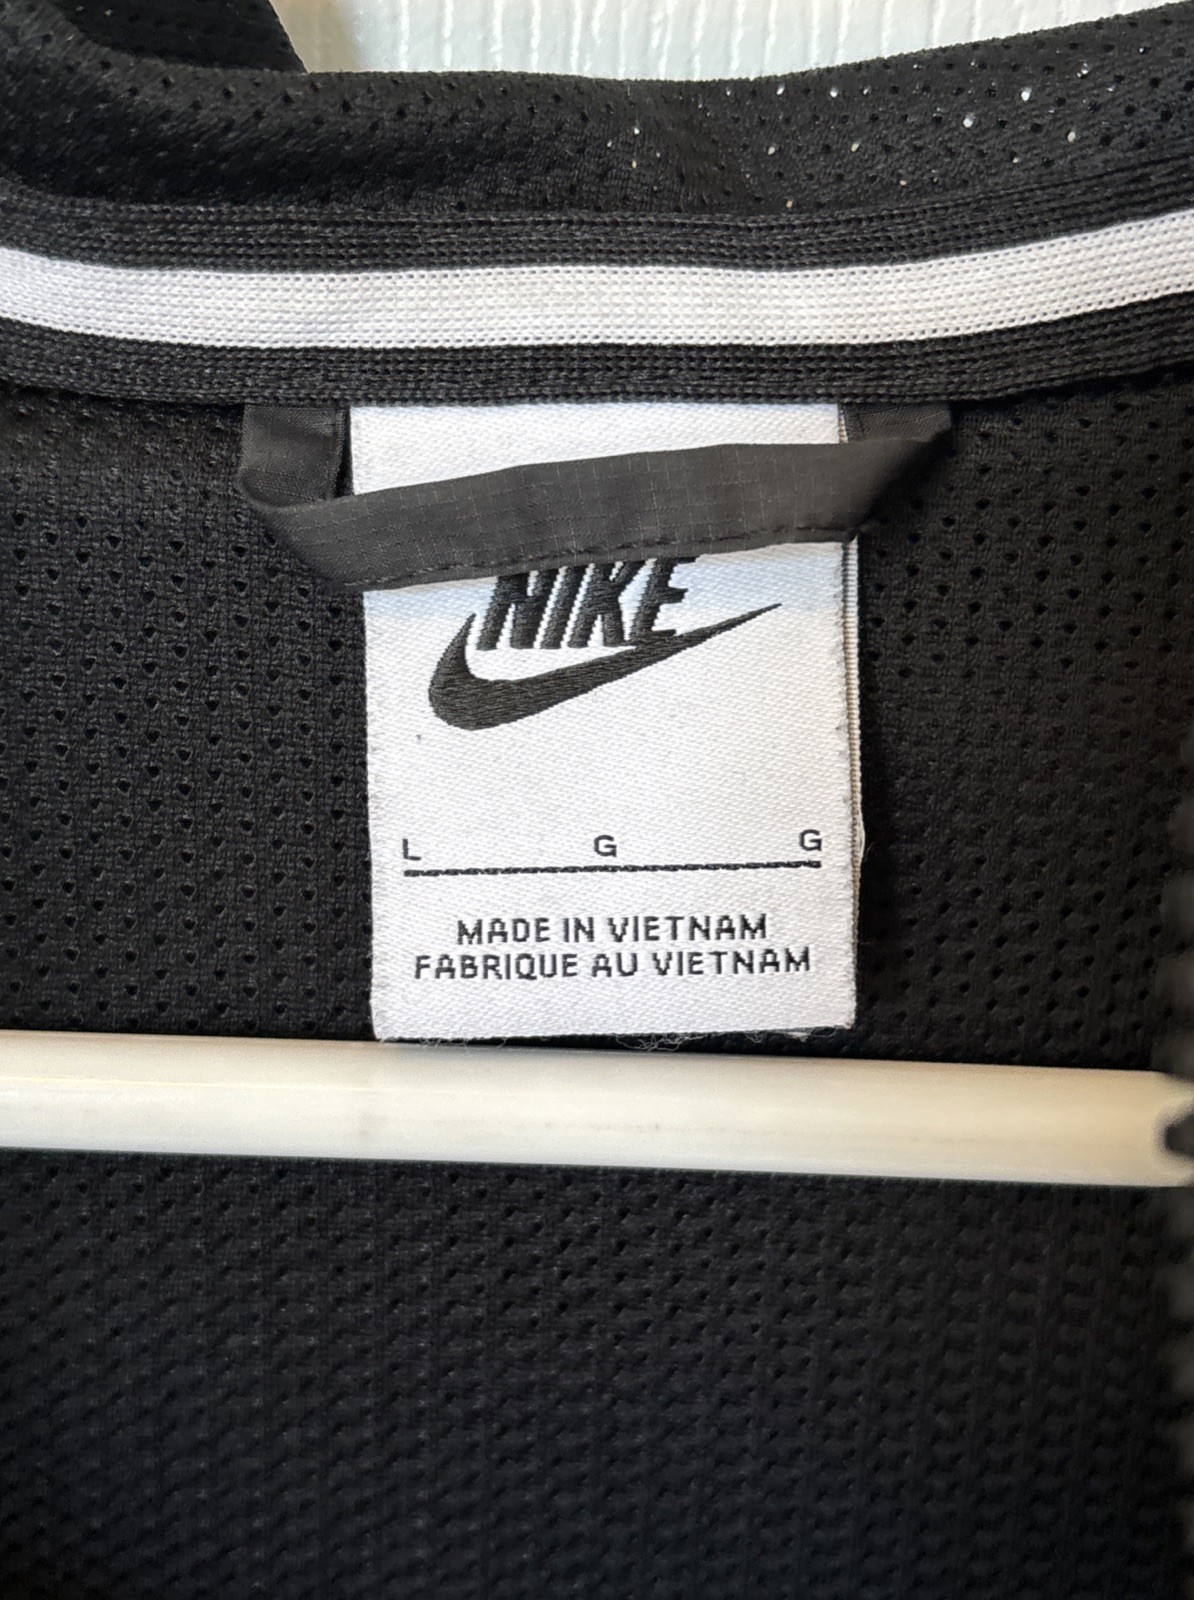 NIKE
L G G
MADE IN VIETNAM
FABRIQUE AU VIETNAM